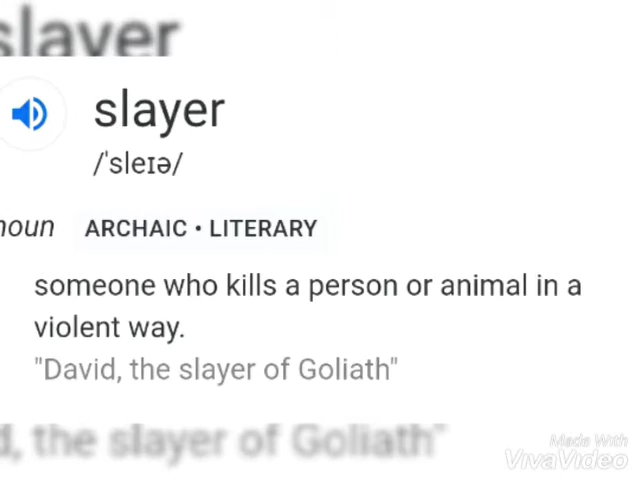 slayer
slayer
/ˈsleɪə/
noun ARCHAIC • LITERARY
someone who kills a person or animal in a
violent way.
"David, the slayer of Goliath"
d, the slayer of Goliath"
Made With
VivaVideo